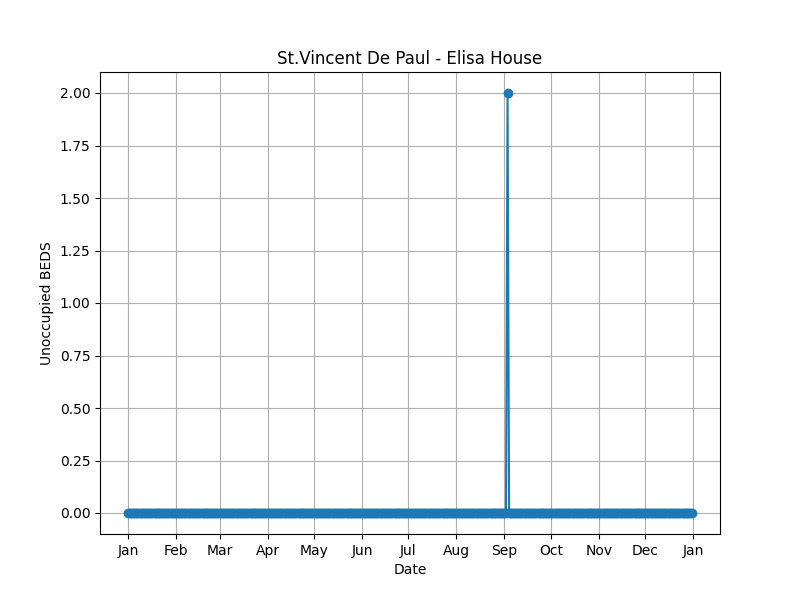 St.Vincent De Paul - Elisa House
Unoccupied BEDS
2.00
1.75
1.50
1.25
1.00
0.75
0.50
0.25
0.00
Jan Feb Mar Apr May Jun Jul Aug Sep Oct Nov Dec Jan
Date